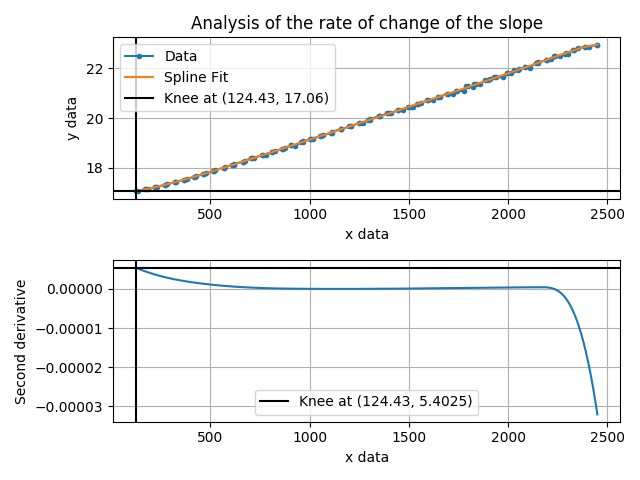 Analysis of the rate of change of the slope
Data
Spline Fit
Knee at (124.43, 17.06)
y data
22
20
18
500
1000
1500
2000
2500
x data
Second derivative
0.00000
−0.00001
−0.00002
−0.00003
Knee at (124.43, 5.4025)
500
1000
1500
2000
2500
x data